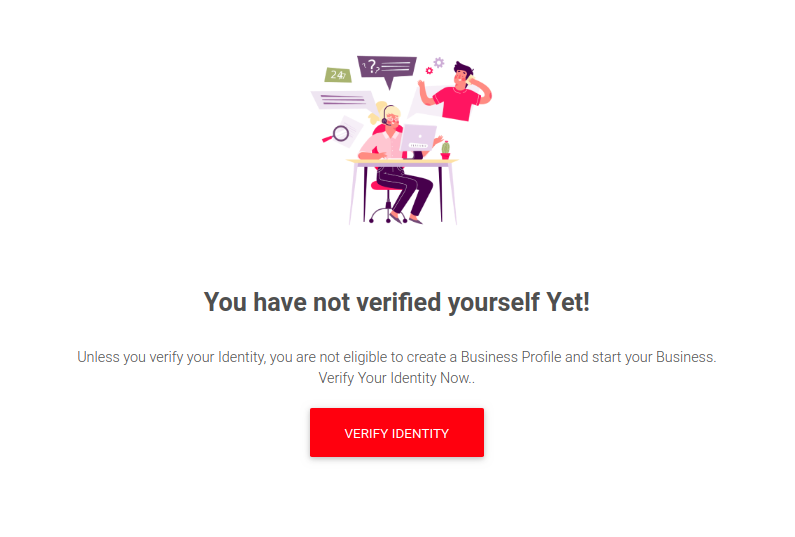 24/7
?
?
You have not verified yourself Yet!
Unless you verify your Identity, you are not eligible to create a Business Profile and start your Business.
Verify Your Identity Now..
VERIFY IDENTITY